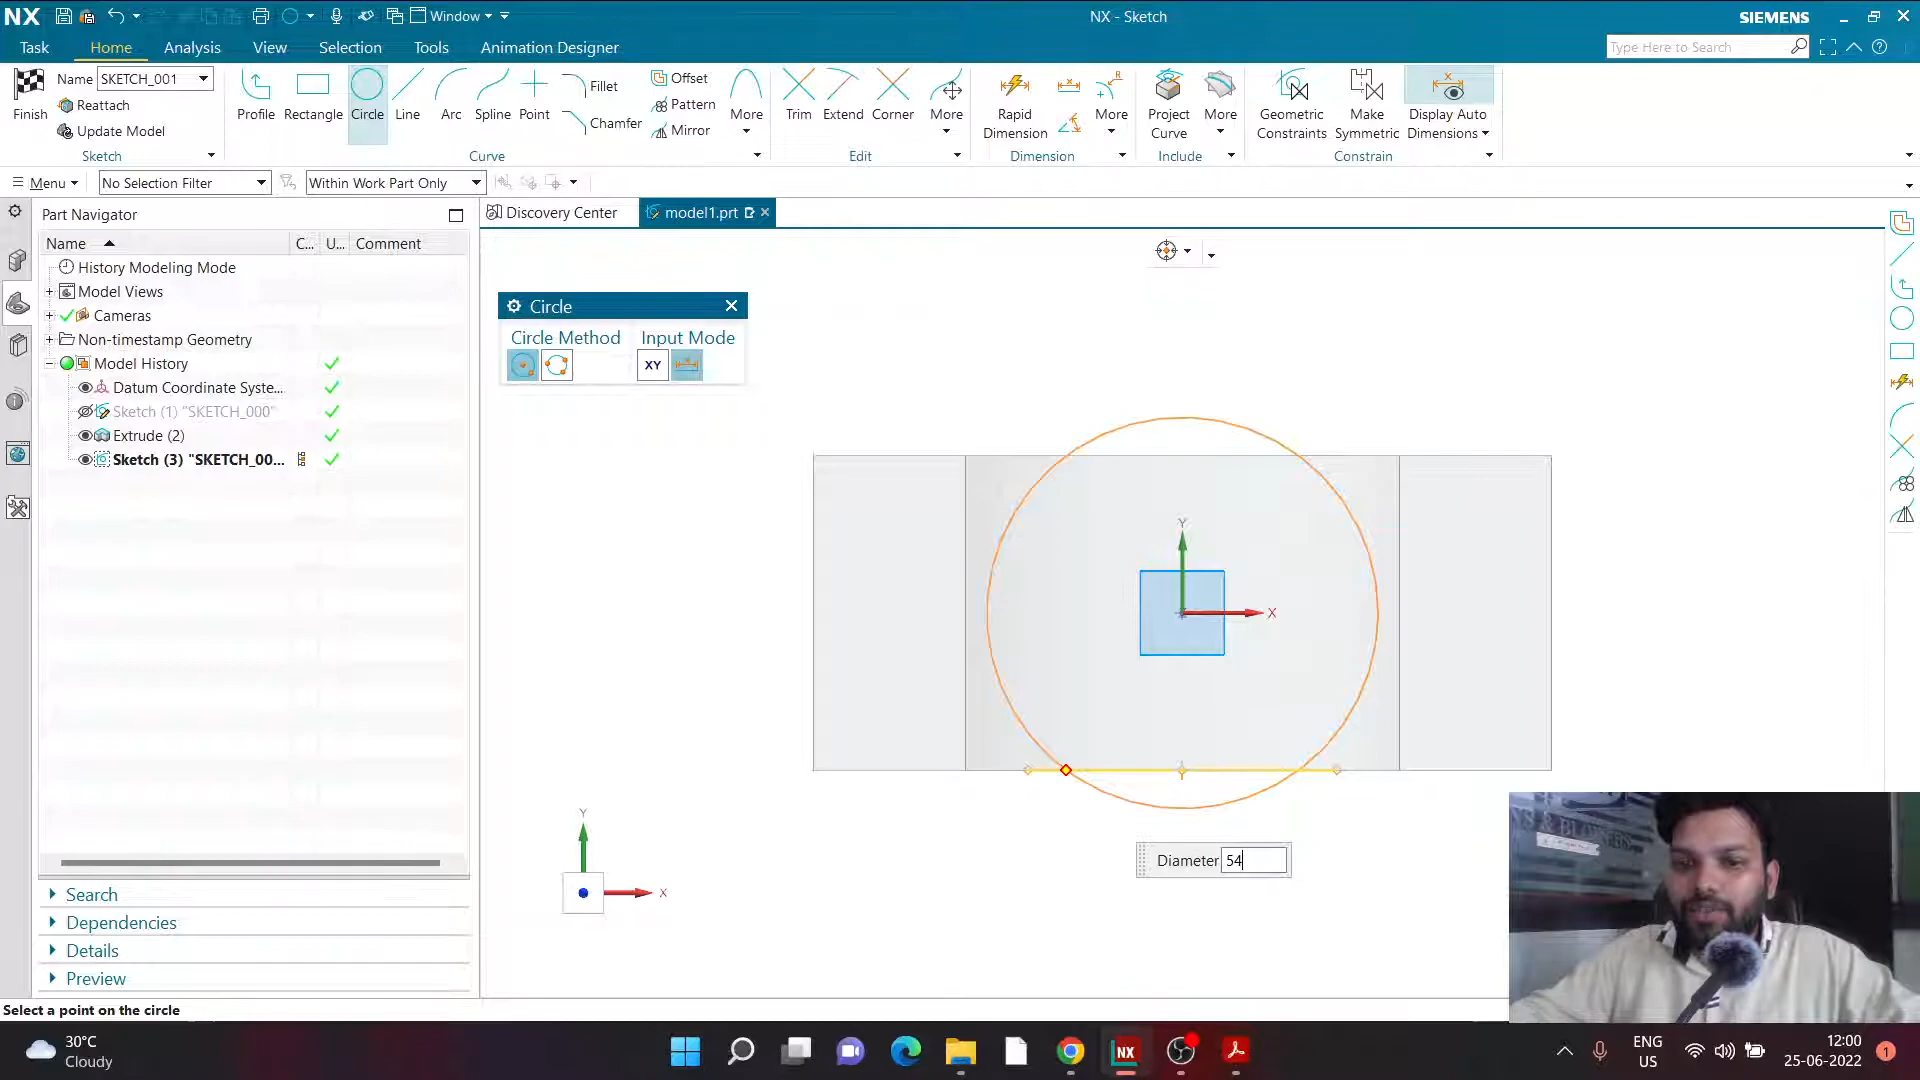 NX
Window
NX - Sketch
SIEMENS
Task
Home
Analysis
View
Selection
Tools
Animation Designer
Type Here to Search
Finish
Name SKETCH_001
Reattach
Update Model
Sketch
Profile
Rectangle
Circle
Line
Arc
Spline
Point
Fillet
Chamfer
Offset
Pattern
Mirror
More
Curve
Trim
Extend
Corner
More
Edit
Rapid
Dimension
More
Dimension
Project
Curve
More
Include
Geometric
Constraints
Make
Symmetric
Display Auto
Dimensions
Constrain
Menu
No Selection Filter
Within Work Part Only
Part Navigator
Discovery Center
model1.prt
Name
C...
U...
Comment
History Modeling Mode
Model Views
Cameras
Non-timestamp Geometry
Model History
Datum Coordinate Syste...
Sketch (1) "SKETCH_000"
Extrude (2)
Sketch (3) "SKETCH_00...
Circle
Circle Method
Input Mode
XY
Y
X
Y
X
Diameter 54
Search
Dependencies
Details
Preview
Select a point on the circle
30°C
Cloudy
NX
ENG
US
12:00
25-06-2022
1